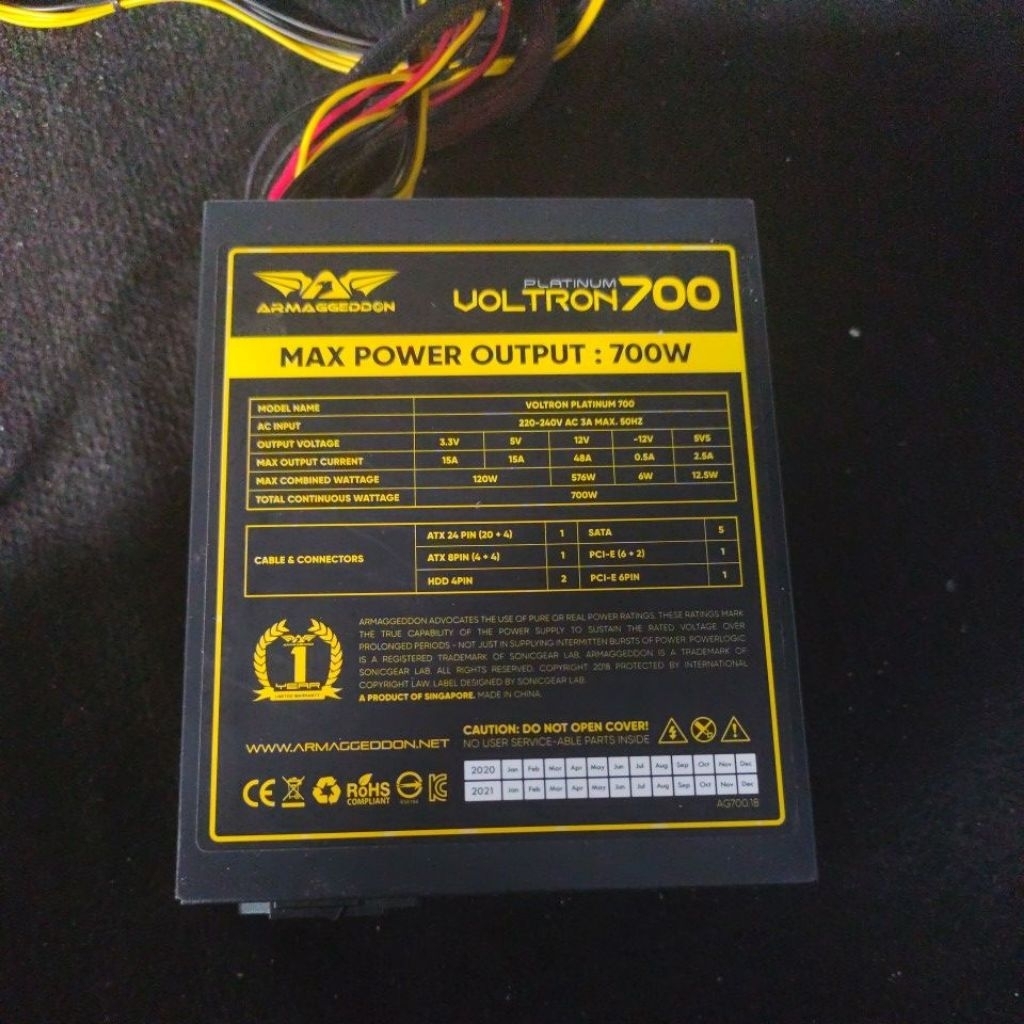 ARMAGGEDDON
PLATINUM
VOLTRON 700
MAX POWER OUTPUT : 700W
MODEL NAME VOLTRON PLATINUM 700
AC INPUT 220-240V AC 3A MAX. 50HZ
OUTPUT VOLTAGE 3.3V 5V 12V -12V 5VS
MAX OUTPUT CURRENT 15A 15A 48A 0.5A 2.5A
MAX COMBINED WATTAGE 120W 576W 6W 12.5W
TOTAL CONTINUOUS WATTAGE 700W
CABLE & CONNECTORS
ATX 24 PIN (20 + 4) 1 SATA 5
ATX 8PIN (4 + 4) 1 PCI-E (6 + 2) 1
HDD 4PIN 2 PCI-E 6PIN 1
ARMAGGEDDON ADVOCATES THE USE OF PURE OR REAL POWER RATINGS. THESE RATINGS MARK
THE TRUE CAPABILITY OF THE POWER SUPPLY TO SUSTAIN THE RATED VOLTAGE OVER
PROLONGED PERIODS - NOT JUST IN SUPPLYING INTERMITTEN BURSTS OF POWER. POWERLOGIC
IS A REGISTERED TRADEMARK OF SONICGEAR LAB. ARMAGGEDDON IS A TRADEMARK OF
SONICGEAR LAB. ALL RIGHTS RESERVED. COPYRIGHT 2018 PROTECTED BY INTERNATIONAL
COPYRIGHT LAW. LABEL DESIGNED BY SONICGEAR LAB.
A PRODUCT OF SINGAPORE. MADE IN CHINA.
1
YEAR
LIMITED WARRANTY
WWW.ARMAGGEDDON.NET
CAUTION: DO NOT OPEN COVER!
NO USER SERVICE-ABLE PARTS INSIDE
CE
RoHS
COMPLIANT
2020 Jan Feb Mar Apr May Jun Jul Aug Sep Oct Nov Dec
2021 Jan Feb Mar Apr May Jun Jul Aug Sep Oct Nov Dec
AG700.18